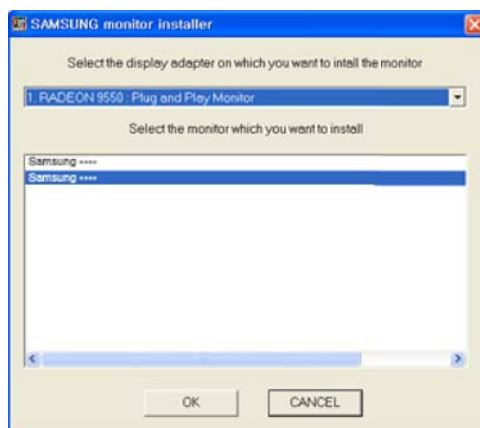 SAMSUNG monitor installer
Select the display adapter on which you want to intall the monitor
1: RADEON 9550 : Plug and Play Monitor
Select the monitor which you want to install
Samsung ****
Samsung ****
OK
CANCEL